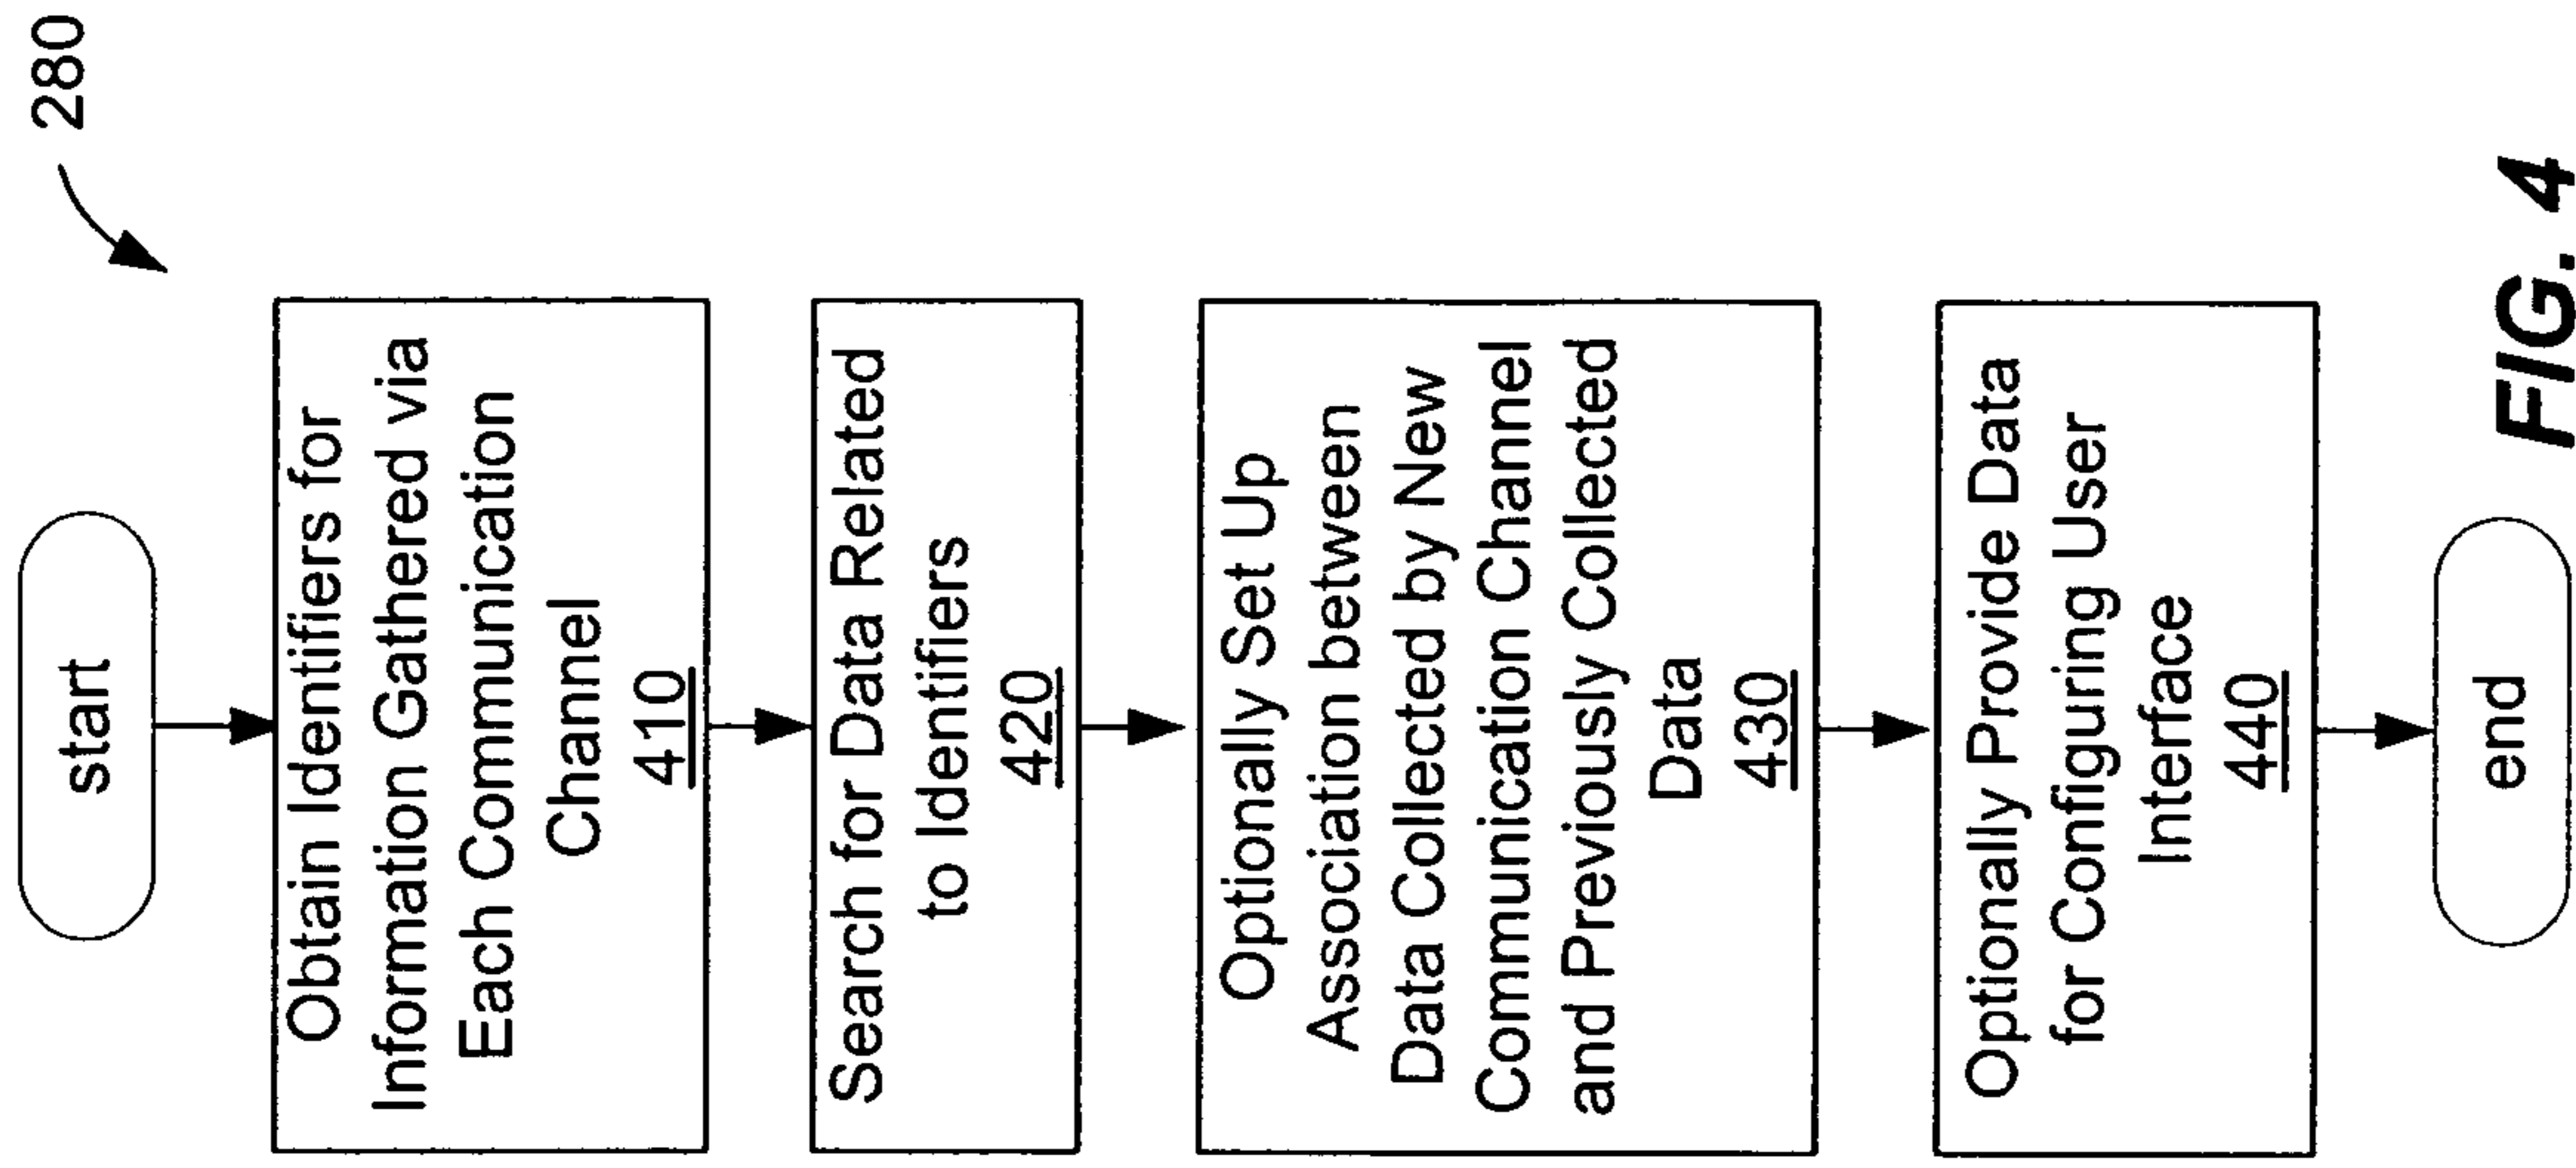 280
start
Obtain Identifiers for
Information Gathered via
Each Communication
Channel
410
Search for Data Related
to Identifiers
420
Optionally Set Up
Association between
Data Collected by New
Communication Channel
and Previously Collected
Data
430
Optionally Provide Data
for Configuring User
Interface
440
end
FIG. 4